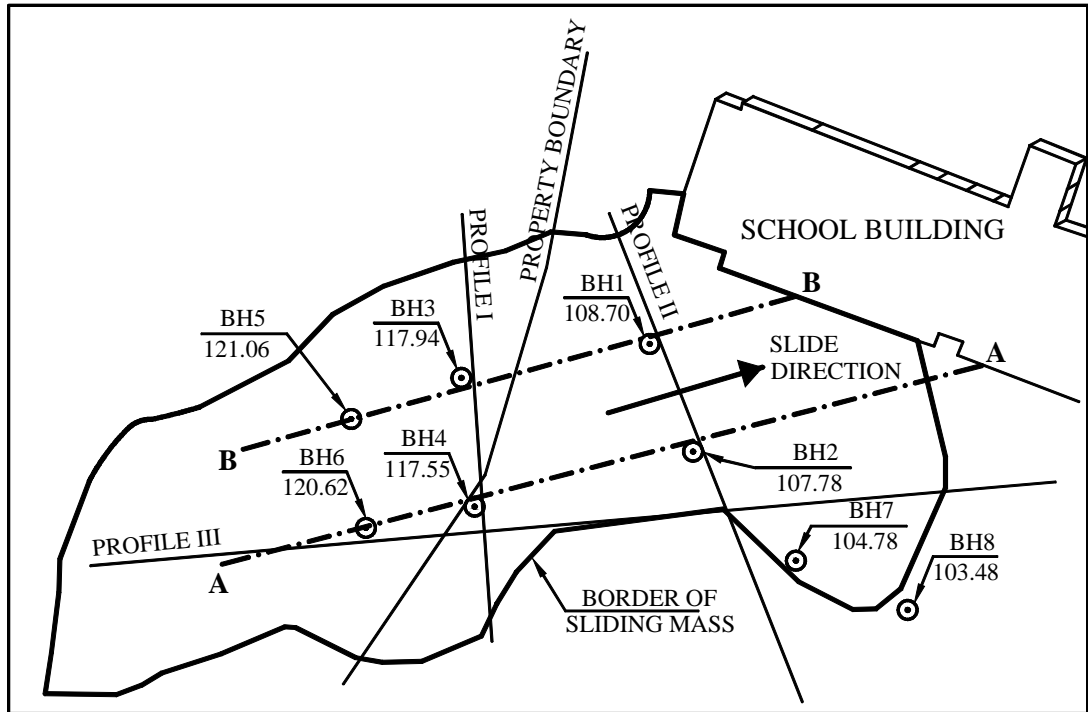 PROPERTY BOUNDARY
PROFILE I
PROFILE II
SCHOOL BUILDING
BH1
108.70
B
BH3
117.94
BH5
121.06
SLIDE
DIRECTION
A
BH4
117.55
B
BH6
120.62
BH2
107.78
BH7
104.78
PROFILE III
BH8
103.48
A
BORDER OF
SLIDING MASS